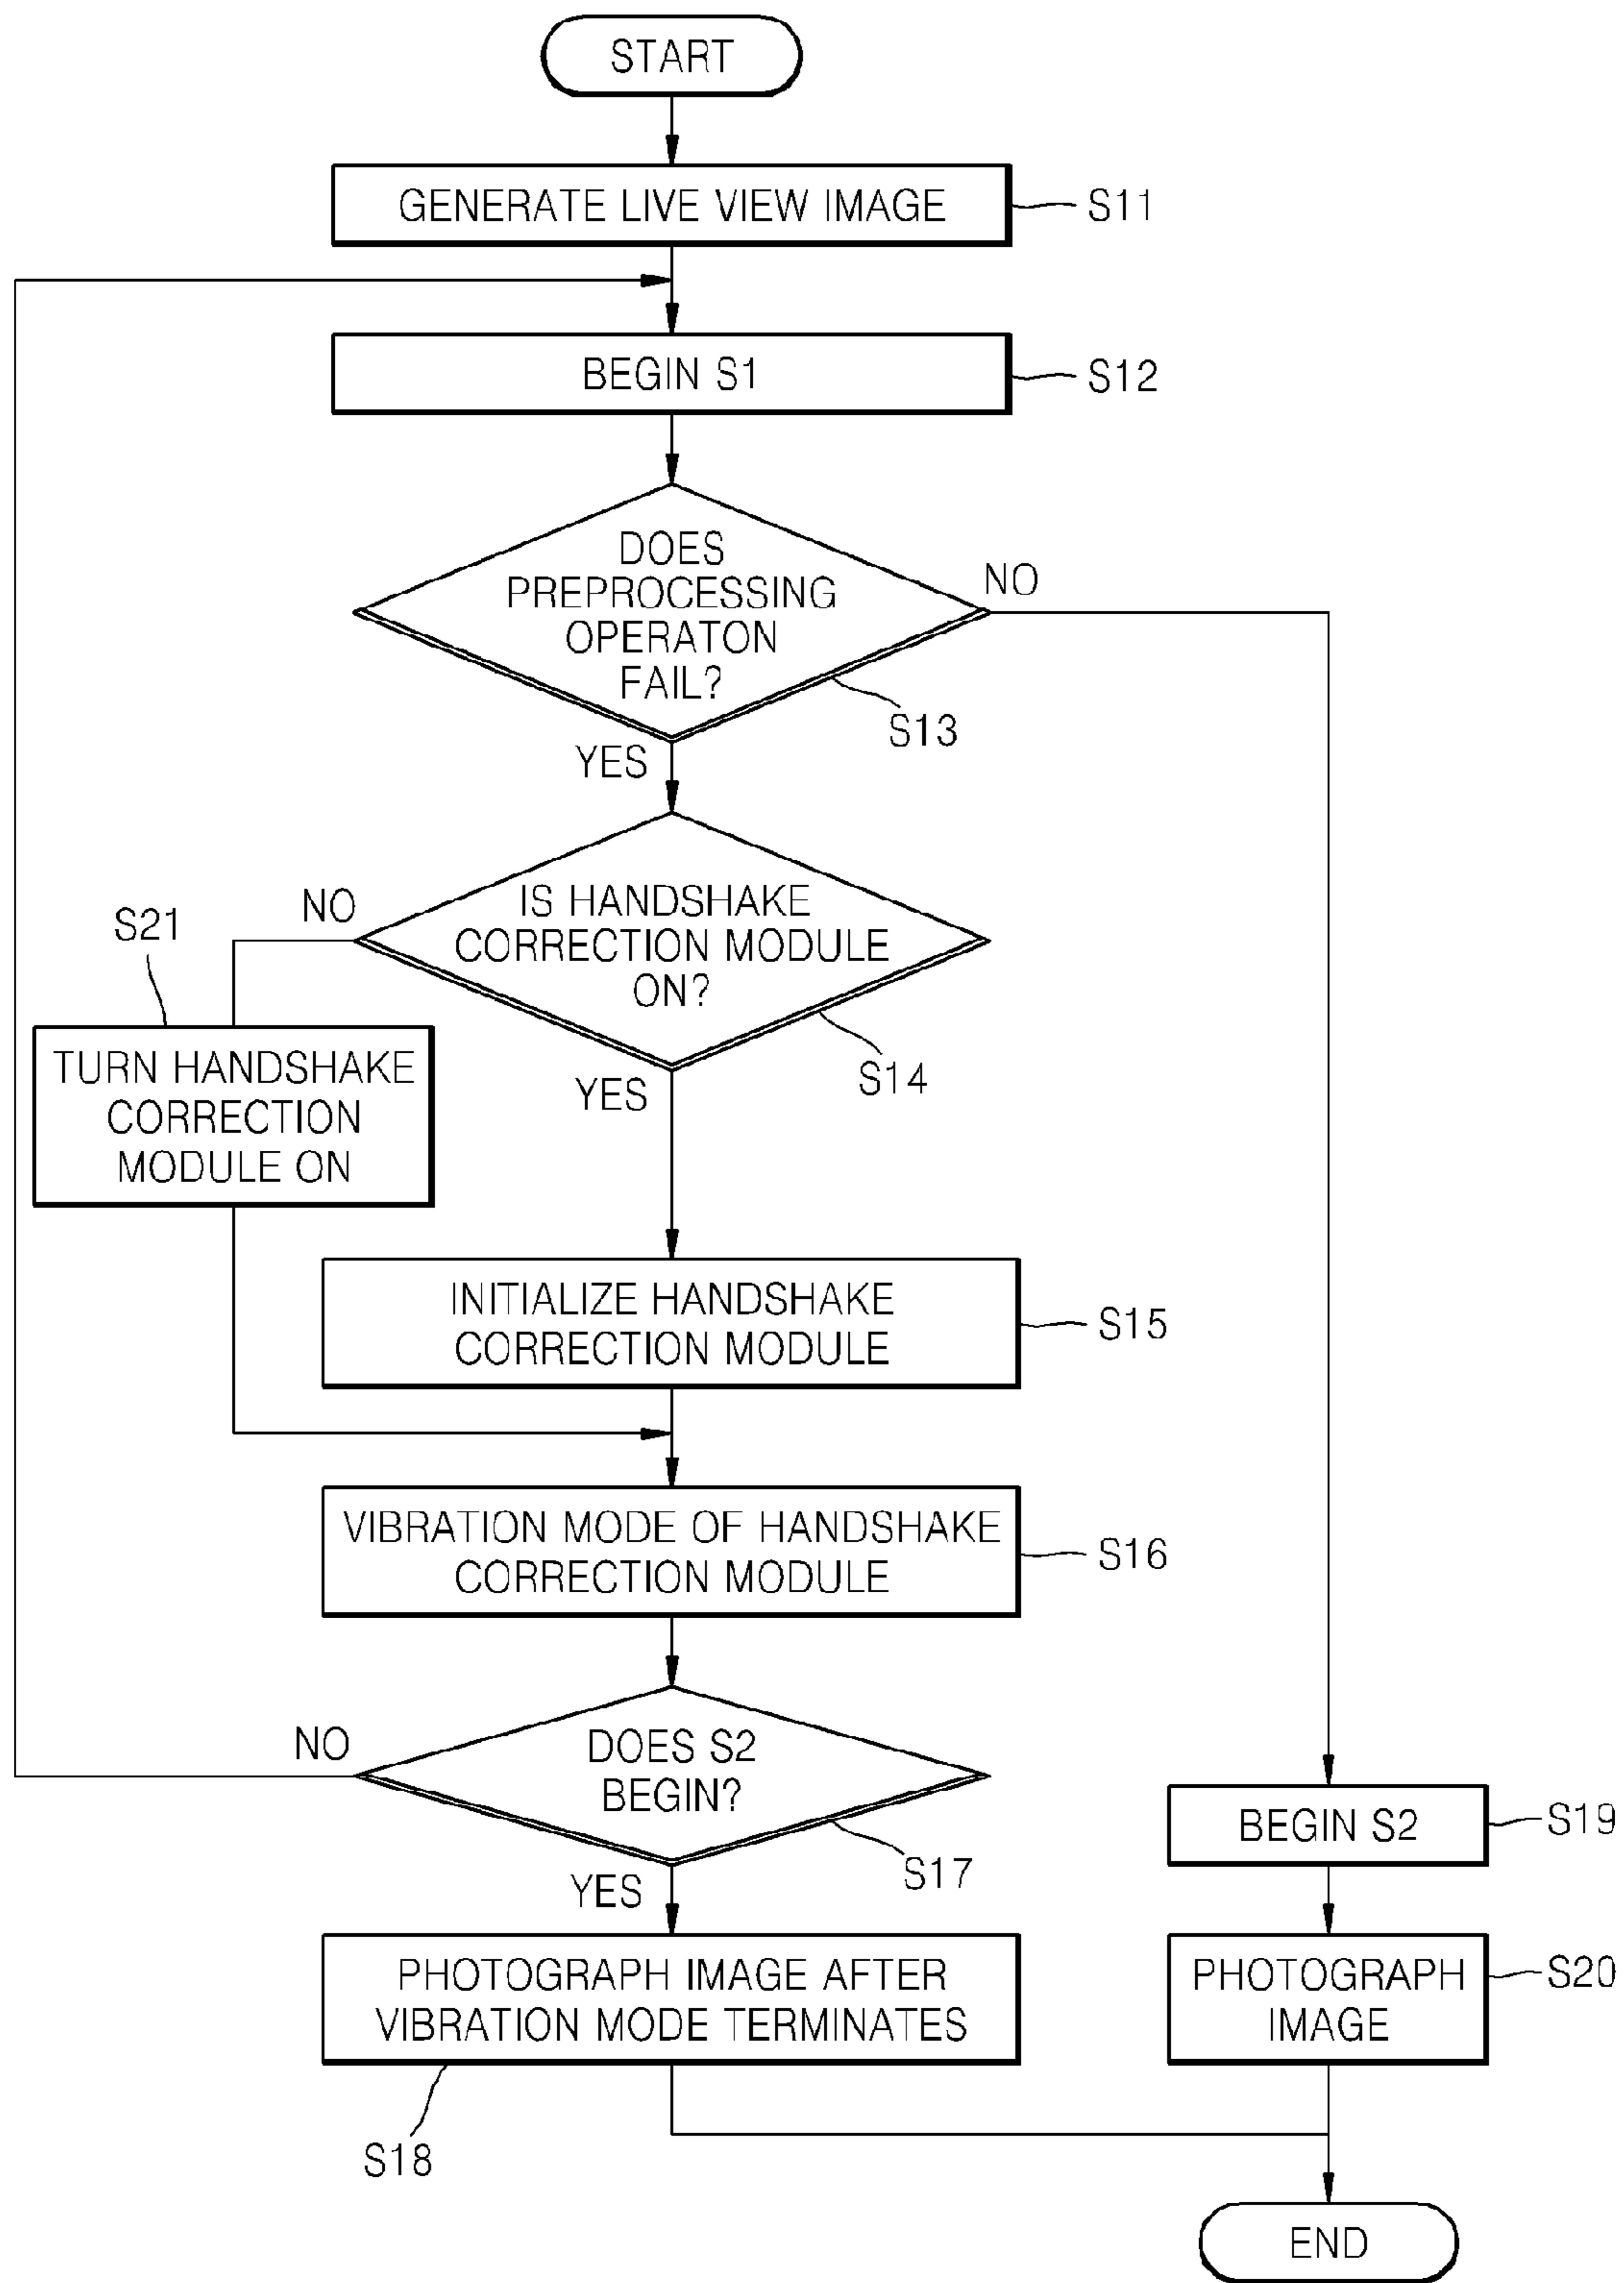 START
GENERATE LIVE VIEW IMAGE
S11
BEGIN S1
S12
DOES
PREPROCESSING
OPERATON
FAIL?
NO
S13
YES
IS HANDSHAKE
CORRECTION MODULE
ON?
NO
S21
S14
YES
TURN HANDSHAKE
CORRECTION
MODULE ON
INITIALIZE HANDSHAKE
CORRECTION MODULE
S15
VIBRATION MODE OF HANDSHAKE
CORRECTION MODULE
S16
DOES S2
BEGIN?
NO
S17
YES
BEGIN S2
S19
PHOTOGRAPH IMAGE AFTER
VIBRATION MODE TERMINATES
S18
PHOTOGRAPH
IMAGE
S20
END